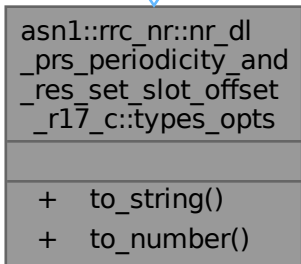 asn1::rrc_nr::nr_dl
_prs_periodicity_and
_res_set_slot_offset
_r17_c::types_opts
+ to_string()
+ to_number()